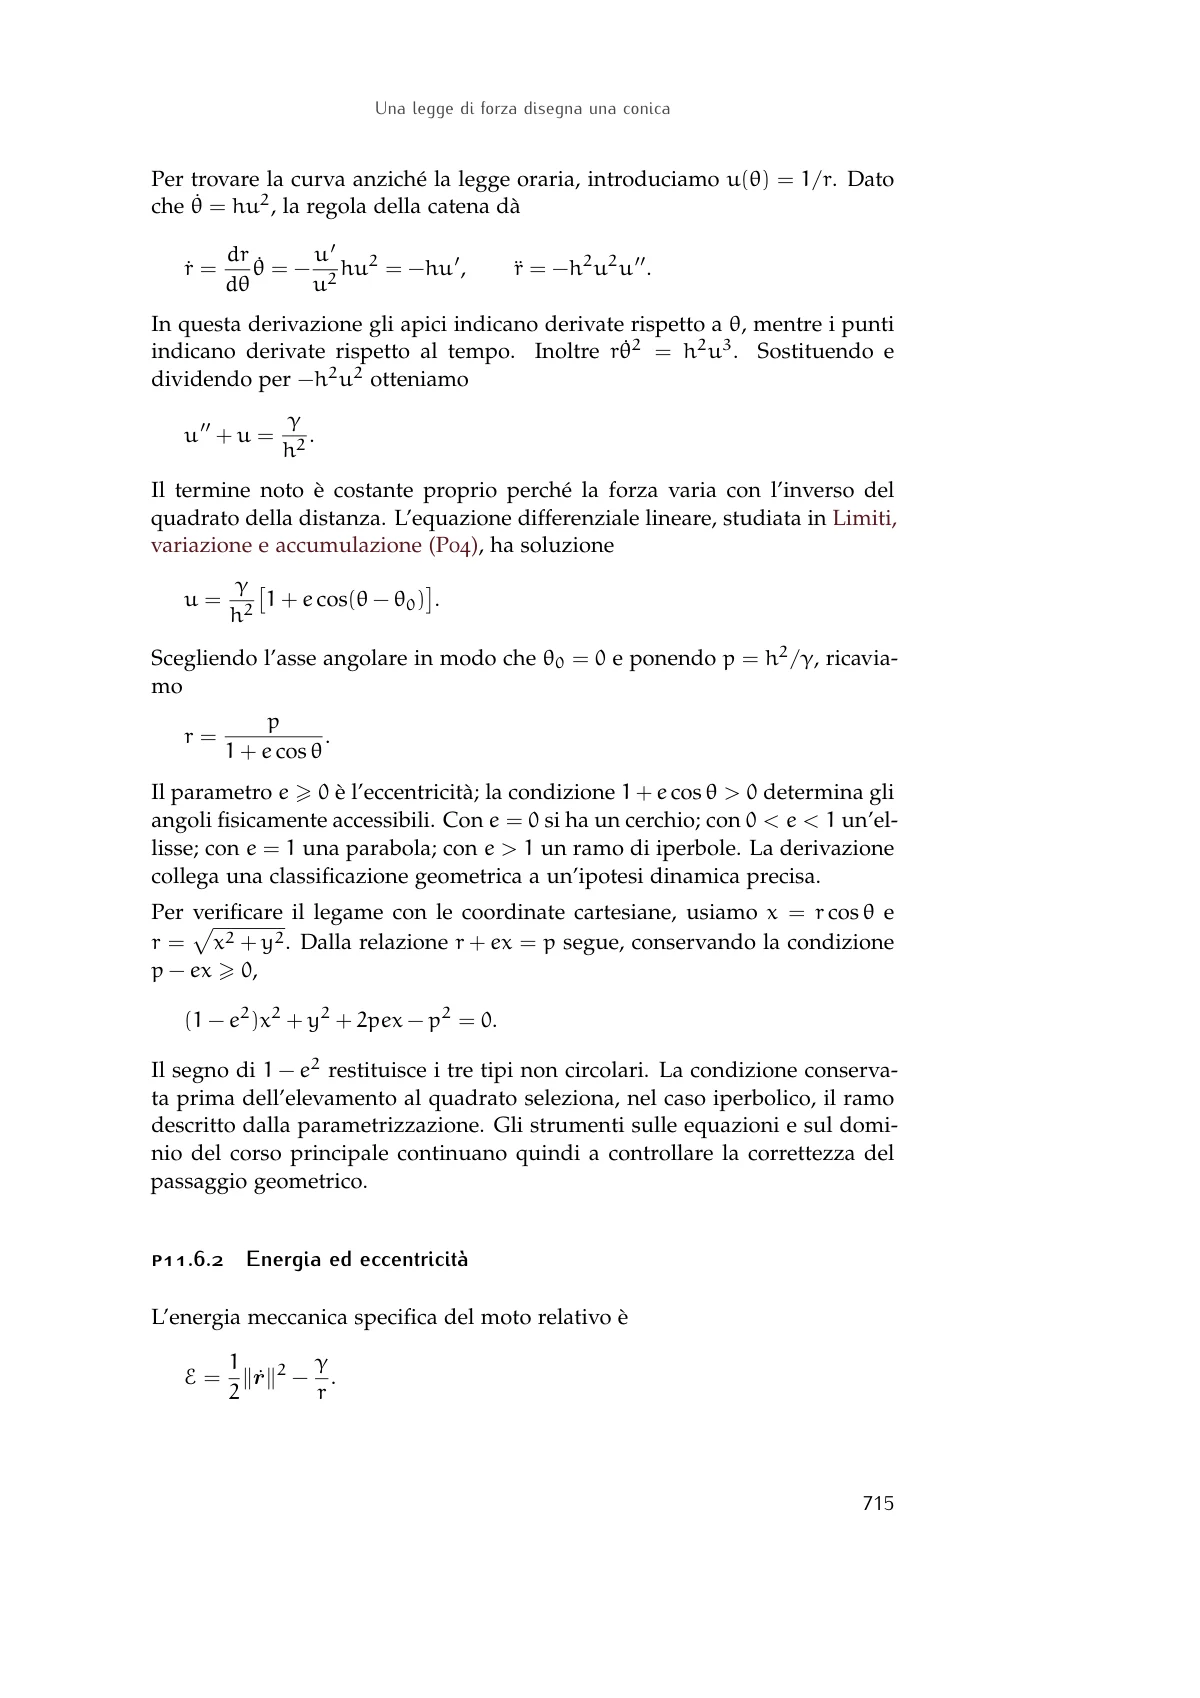 Una legge di forza disegna una conica
Per trovare la curva anziché la legge oraria, introduciamo u(θ) = 1/r. Dato
che θ̇ = hu², la regola della catena dà
ṙ = dr/dθ θ̇ = −u′/u² hu² = −hu′, r̈ = −h²u²u″.
In questa derivazione gli apici indicano derivate rispetto a θ, mentre i punti
indicano derivate rispetto al tempo. Inoltre rθ̇² = h²u³. Sostituendo e
dividendo per −h²u² otteniamo
u″ + u = γ/h².
Il termine noto è costante proprio perché la forza varia con l'inverso del
quadrato della distanza. L'equazione differenziale lineare, studiata in Limiti,
variazione e accumulazione (P04), ha soluzione
u = γ/h² [1 + e cos(θ − θ₀)].
Scegliendo l'asse angolare in modo che θ₀ = 0 e ponendo p = h²/γ, ricavia-
mo
r = p/(1 + e cos θ).
Il parametro e ⩾ 0 è l'eccentricità; la condizione 1 + e cos θ > 0 determina gli
angoli fisicamente accessibili. Con e = 0 si ha un cerchio; con 0 < e < 1 un'el-
lisse; con e = 1 una parabola; con e > 1 un ramo di iperbole. La derivazione
collega una classificazione geometrica a un'ipotesi dinamica precisa.
Per verificare il legame con le coordinate cartesiane, usiamo x = r cos θ e
r = √(x² + y²). Dalla relazione r + ex = p segue, conservando la condizione
p − ex ⩾ 0,
(1 − e²)x² + y² + 2pex − p² = 0.
Il segno di 1 − e² restituisce i tre tipi non circolari. La condizione conserva-
ta prima dell'elevamento al quadrato seleziona, nel caso iperbolico, il ramo
descritto dalla parametrizzazione. Gli strumenti sulle equazioni e sul domi-
nio del corso principale continuano quindi a controllare la correttezza del
passaggio geometrico.
P11.6.2 Energia ed eccentricità
L'energia meccanica specifica del moto relativo è
ℰ = 1/2 ‖ṙ‖² − γ/r.
715